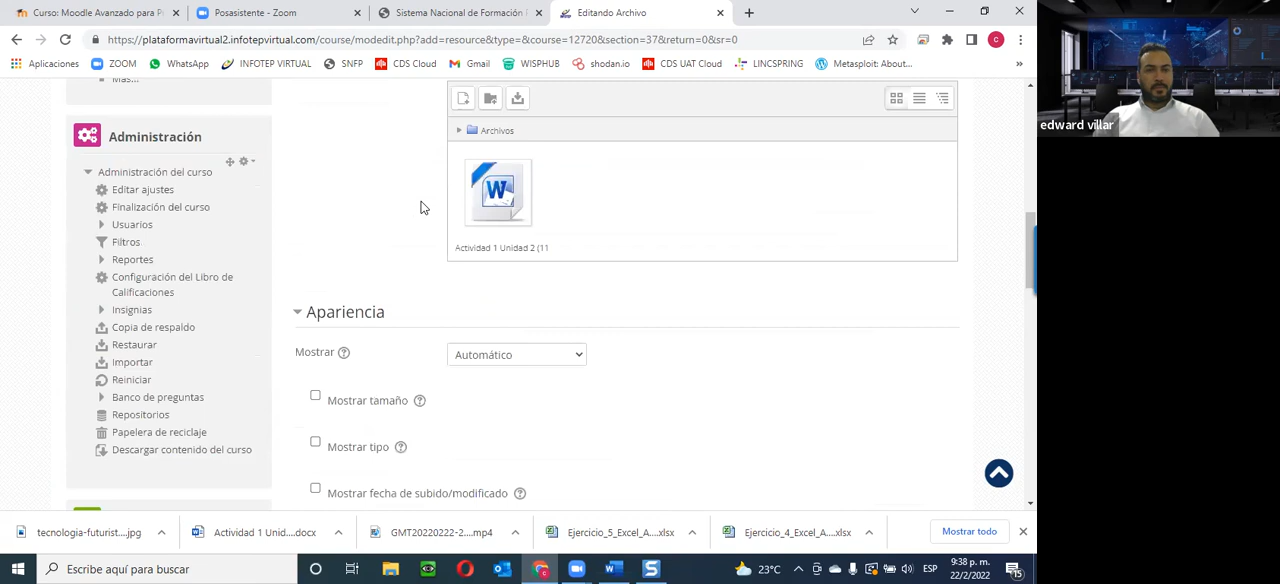 Curso: Moodle Avanzado para P
Posasistente - Zoom
Sistema Nacional de Formación
Editando Archivo
https://plataformavirtual2.infotepvirtual.com/course/modedit.php?add=resource&type=&course=12720&section=37&return=0&sr=0
C
Aplicaciones
ZOOM
WhatsApp
INFOTEP VIRTUAL
SNFP
CDS Cloud
Gmail
WISPHUB
shodan.io
CDS UAT Cloud
LINCSPRING
Metasploit: About...
»
edward villar
Más...
Archivos
Administración
W
Administración del curso
Editar ajustes
Finalización del curso
Usuarios
Filtros
Actividad 1 Unidad 2 (11
Reportes
Configuración del Libro de
Calificaciones
Insignias
Apariencia
Copia de respaldo
Restaurar
Mostrar
Automático
Importar
Reiniciar
Banco de preguntas
Mostrar tamaño
Repositorios
Papelera de reciclaje
Mostrar tipo
Descargar contenido del curso
Mostrar fecha de subido/modificado
tecnologia-futurist....jpg
Actividad 1 Unid....docx
GMT20220222-2....mp4
Ejercicio_5_Excel_A....xlsx
Ejercicio_4_Excel_A....xlsx
Mostrar todo
Escribe aquí para buscar
23°C
ESP
9:38 p. m.
22/2/2022
15